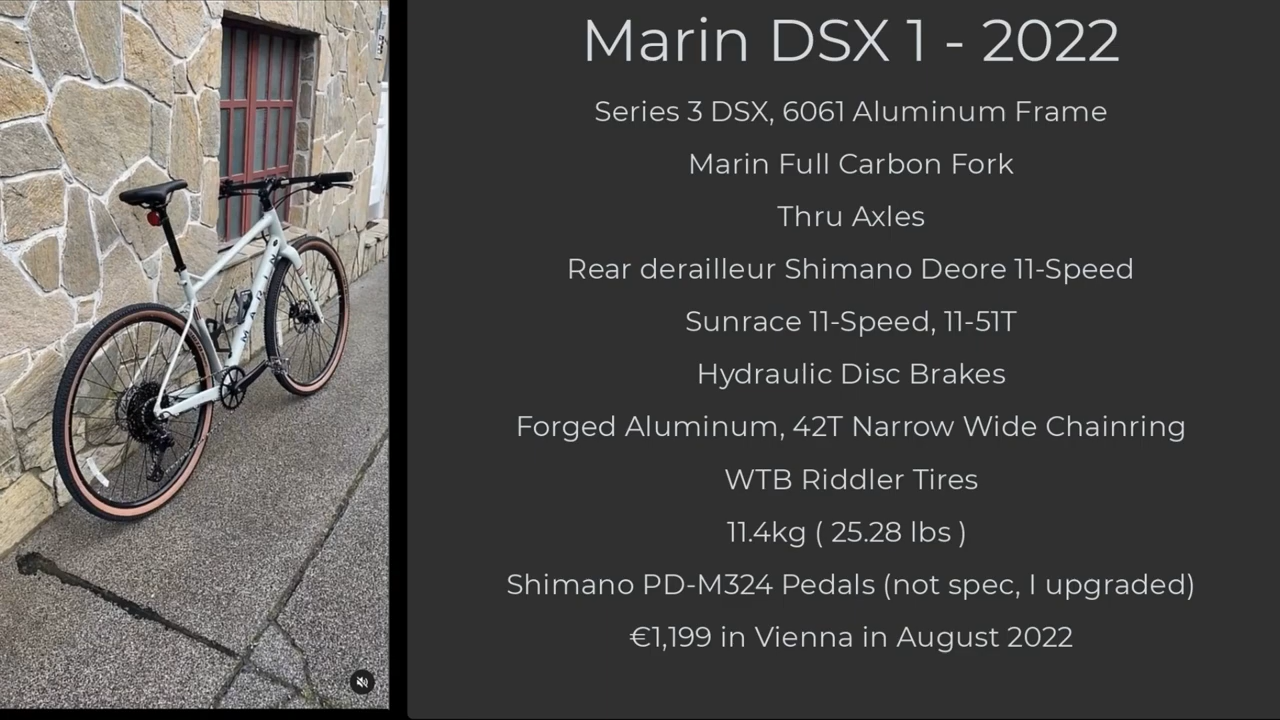 Marin DSX 1 - 2022
Series 3 DSX, 6061 Aluminum Frame
Marin Full Carbon Fork
Thru Axles
Rear derailleur Shimano Deore 11-Speed
Sunrace 11-Speed, 11-51T
Hydraulic Disc Brakes
Forged Aluminum, 42T Narrow Wide Chainring
WTB Riddler Tires
11.4kg ( 25.28 lbs )
Shimano PD-M324 Pedals (not spec, I upgraded)
€1,199 in Vienna in August 2022
MARIN